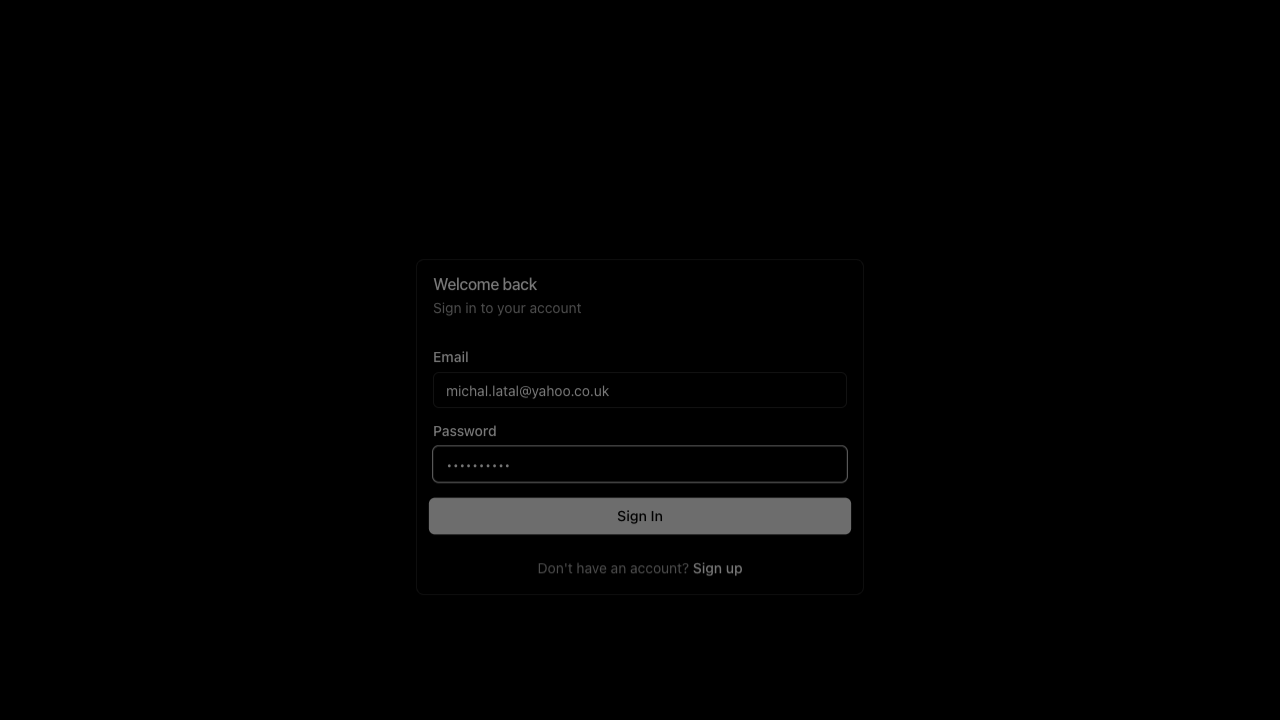 Welcome back
Sign in to your account
Email
michal.latal@yahoo.co.uk
Password
••••••••••
Sign In
Don't have an account? Sign up